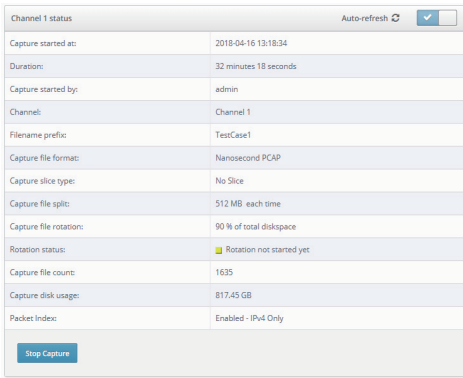 Channel 1 status Auto-refresh
Capture started at: 2018-04-16 13:18:34
Duration: 32 minutes 18 seconds
Capture started by: admin
Channel: Channel 1
Filename prefix: TestCase1
Capture file format: Nanosecond PCAP
Capture slice type: No Slice
Capture file split: 512 MB each time
Capture file rotation: 90 % of total diskspace
Rotation status: Rotation not started yet
Capture file count: 1635
Capture disk usage: 817.45 GB
Packet Index: Enabled - IPv4 Only
Stop Capture